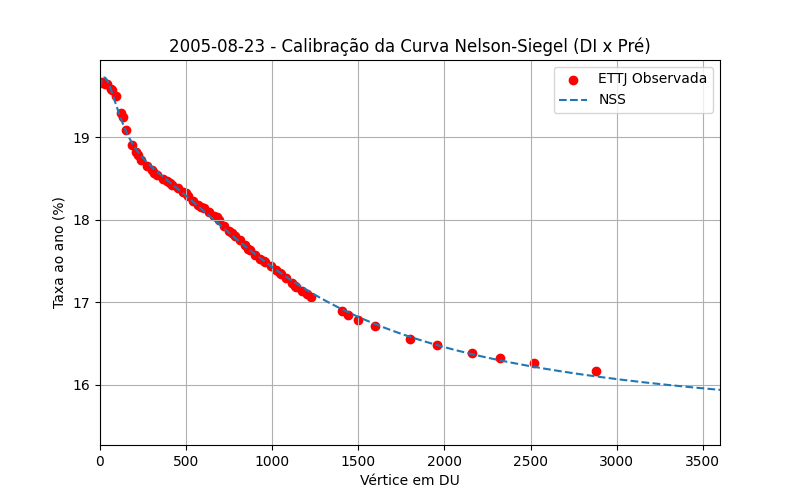 2005-08-23 - Calibração da Curva Nelson-Siegel (DI x Pré)
ETTJ Observada
NSS
Taxa ao ano (%)
19
18
17
16
0 500 1000 1500 2000 2500 3000 3500
Vértice em DU